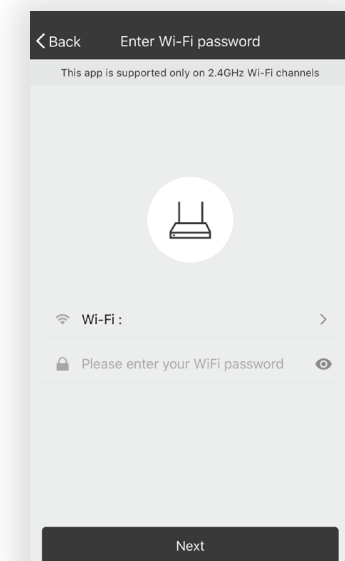 Back
Enter Wi-Fi password
This app is supported only on 2.4GHz Wi-Fi channels
Wi-Fi :
Please enter your WiFi password
Next